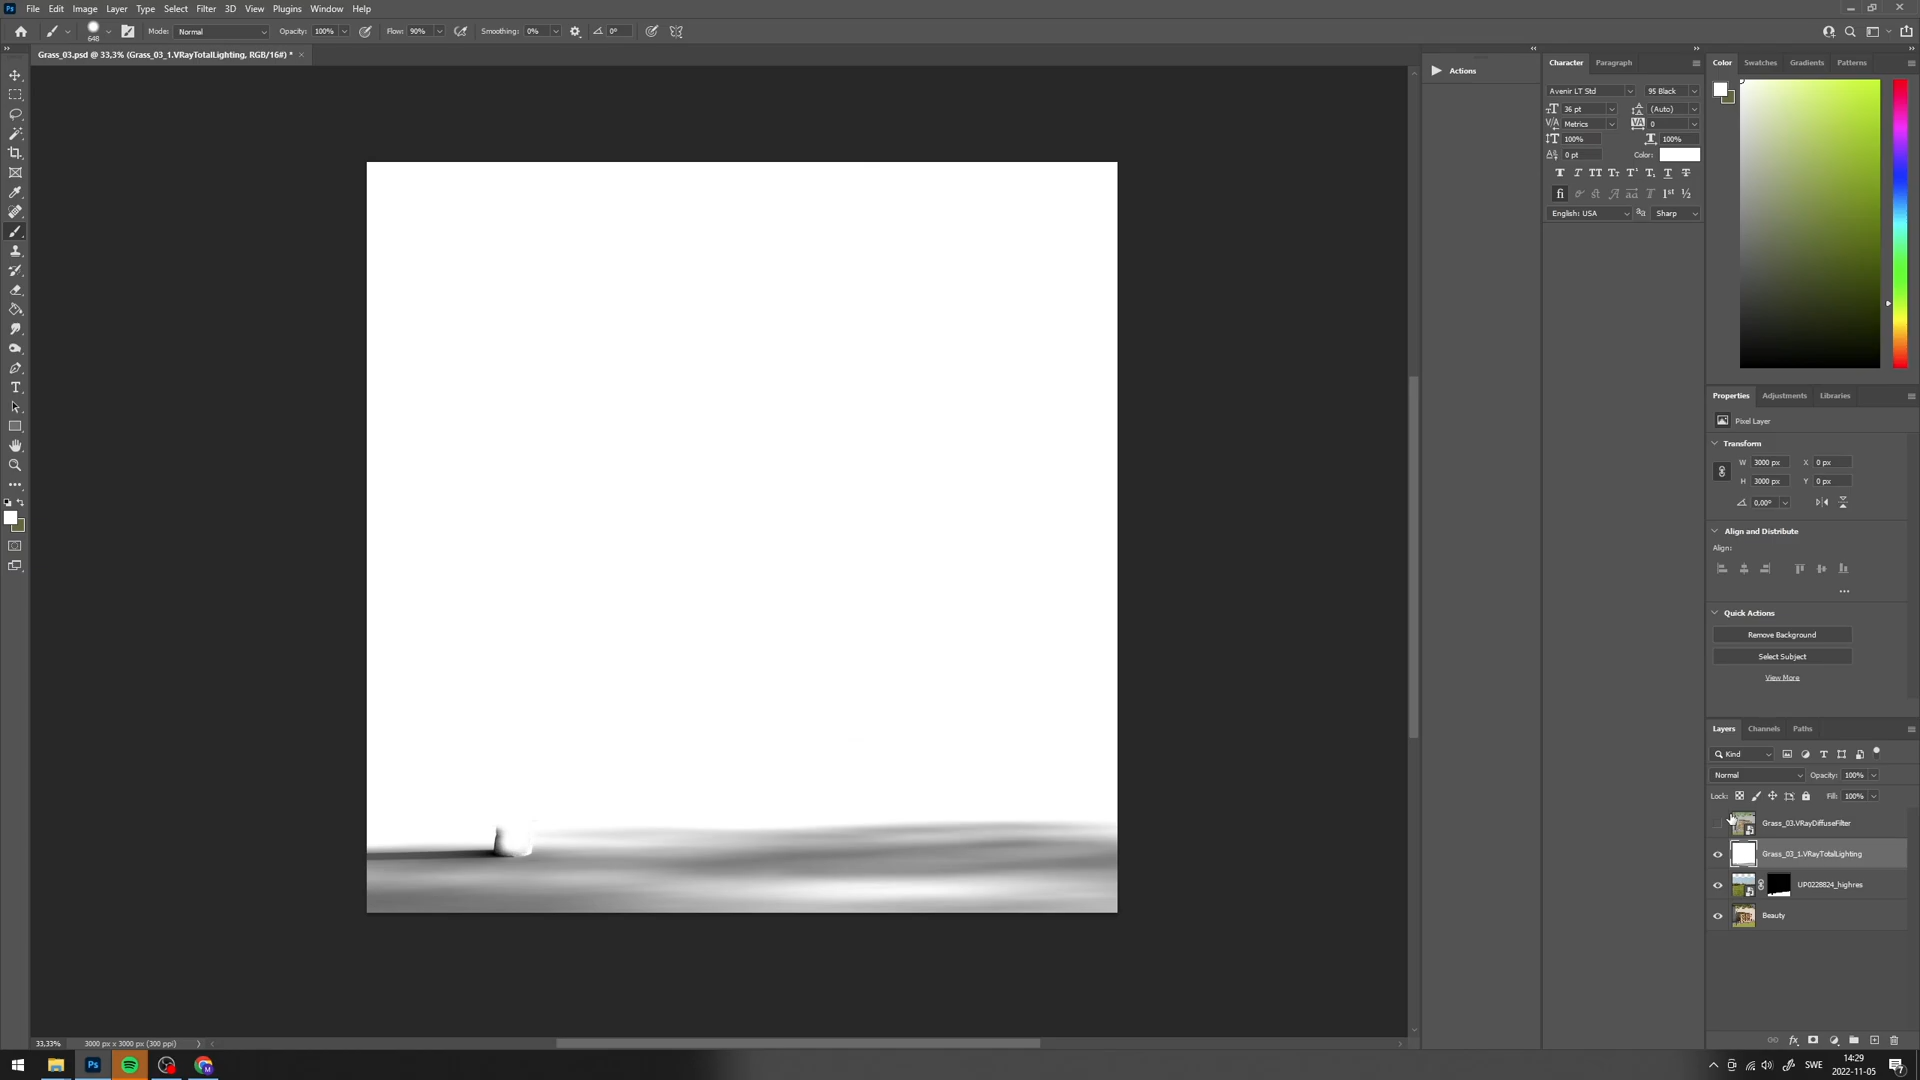 File Edit Image Layer Type Select Filter 3D View Plugins Window Help
648 Mode: Normal Opacity: 100% Flow: 90% Smoothing: 0% 0°
Grass_03.psd @ 33,3% (Grass_03_1.VRayTotalLighting, RGB/16#) * ×
Actions
Character Paragraph
Avenir LT Std 95 Black
36 pt (Auto)
Metrics 0
100% 100%
0 pt Color:
English: USA Sharp
Color Swatches Gradients Patterns
Properties Adjustments Libraries
Pixel Layer
Transform
W 3000 px X 0 px
H 3000 px Y 0 px
0,00°
Align and Distribute
Align:
Quick Actions
Remove Background
Select Subject
View More
Layers Channels Paths
Kind
Normal Opacity: 100%
Lock: Fill: 100%
Grass_03.VRayDiffuseFilter
Grass_03_1.VRayTotalLighting
UP0228824_highres
Beauty
33,33% 3000 px x 3000 px (300 ppi)
SWE 14:29
2022-11-05